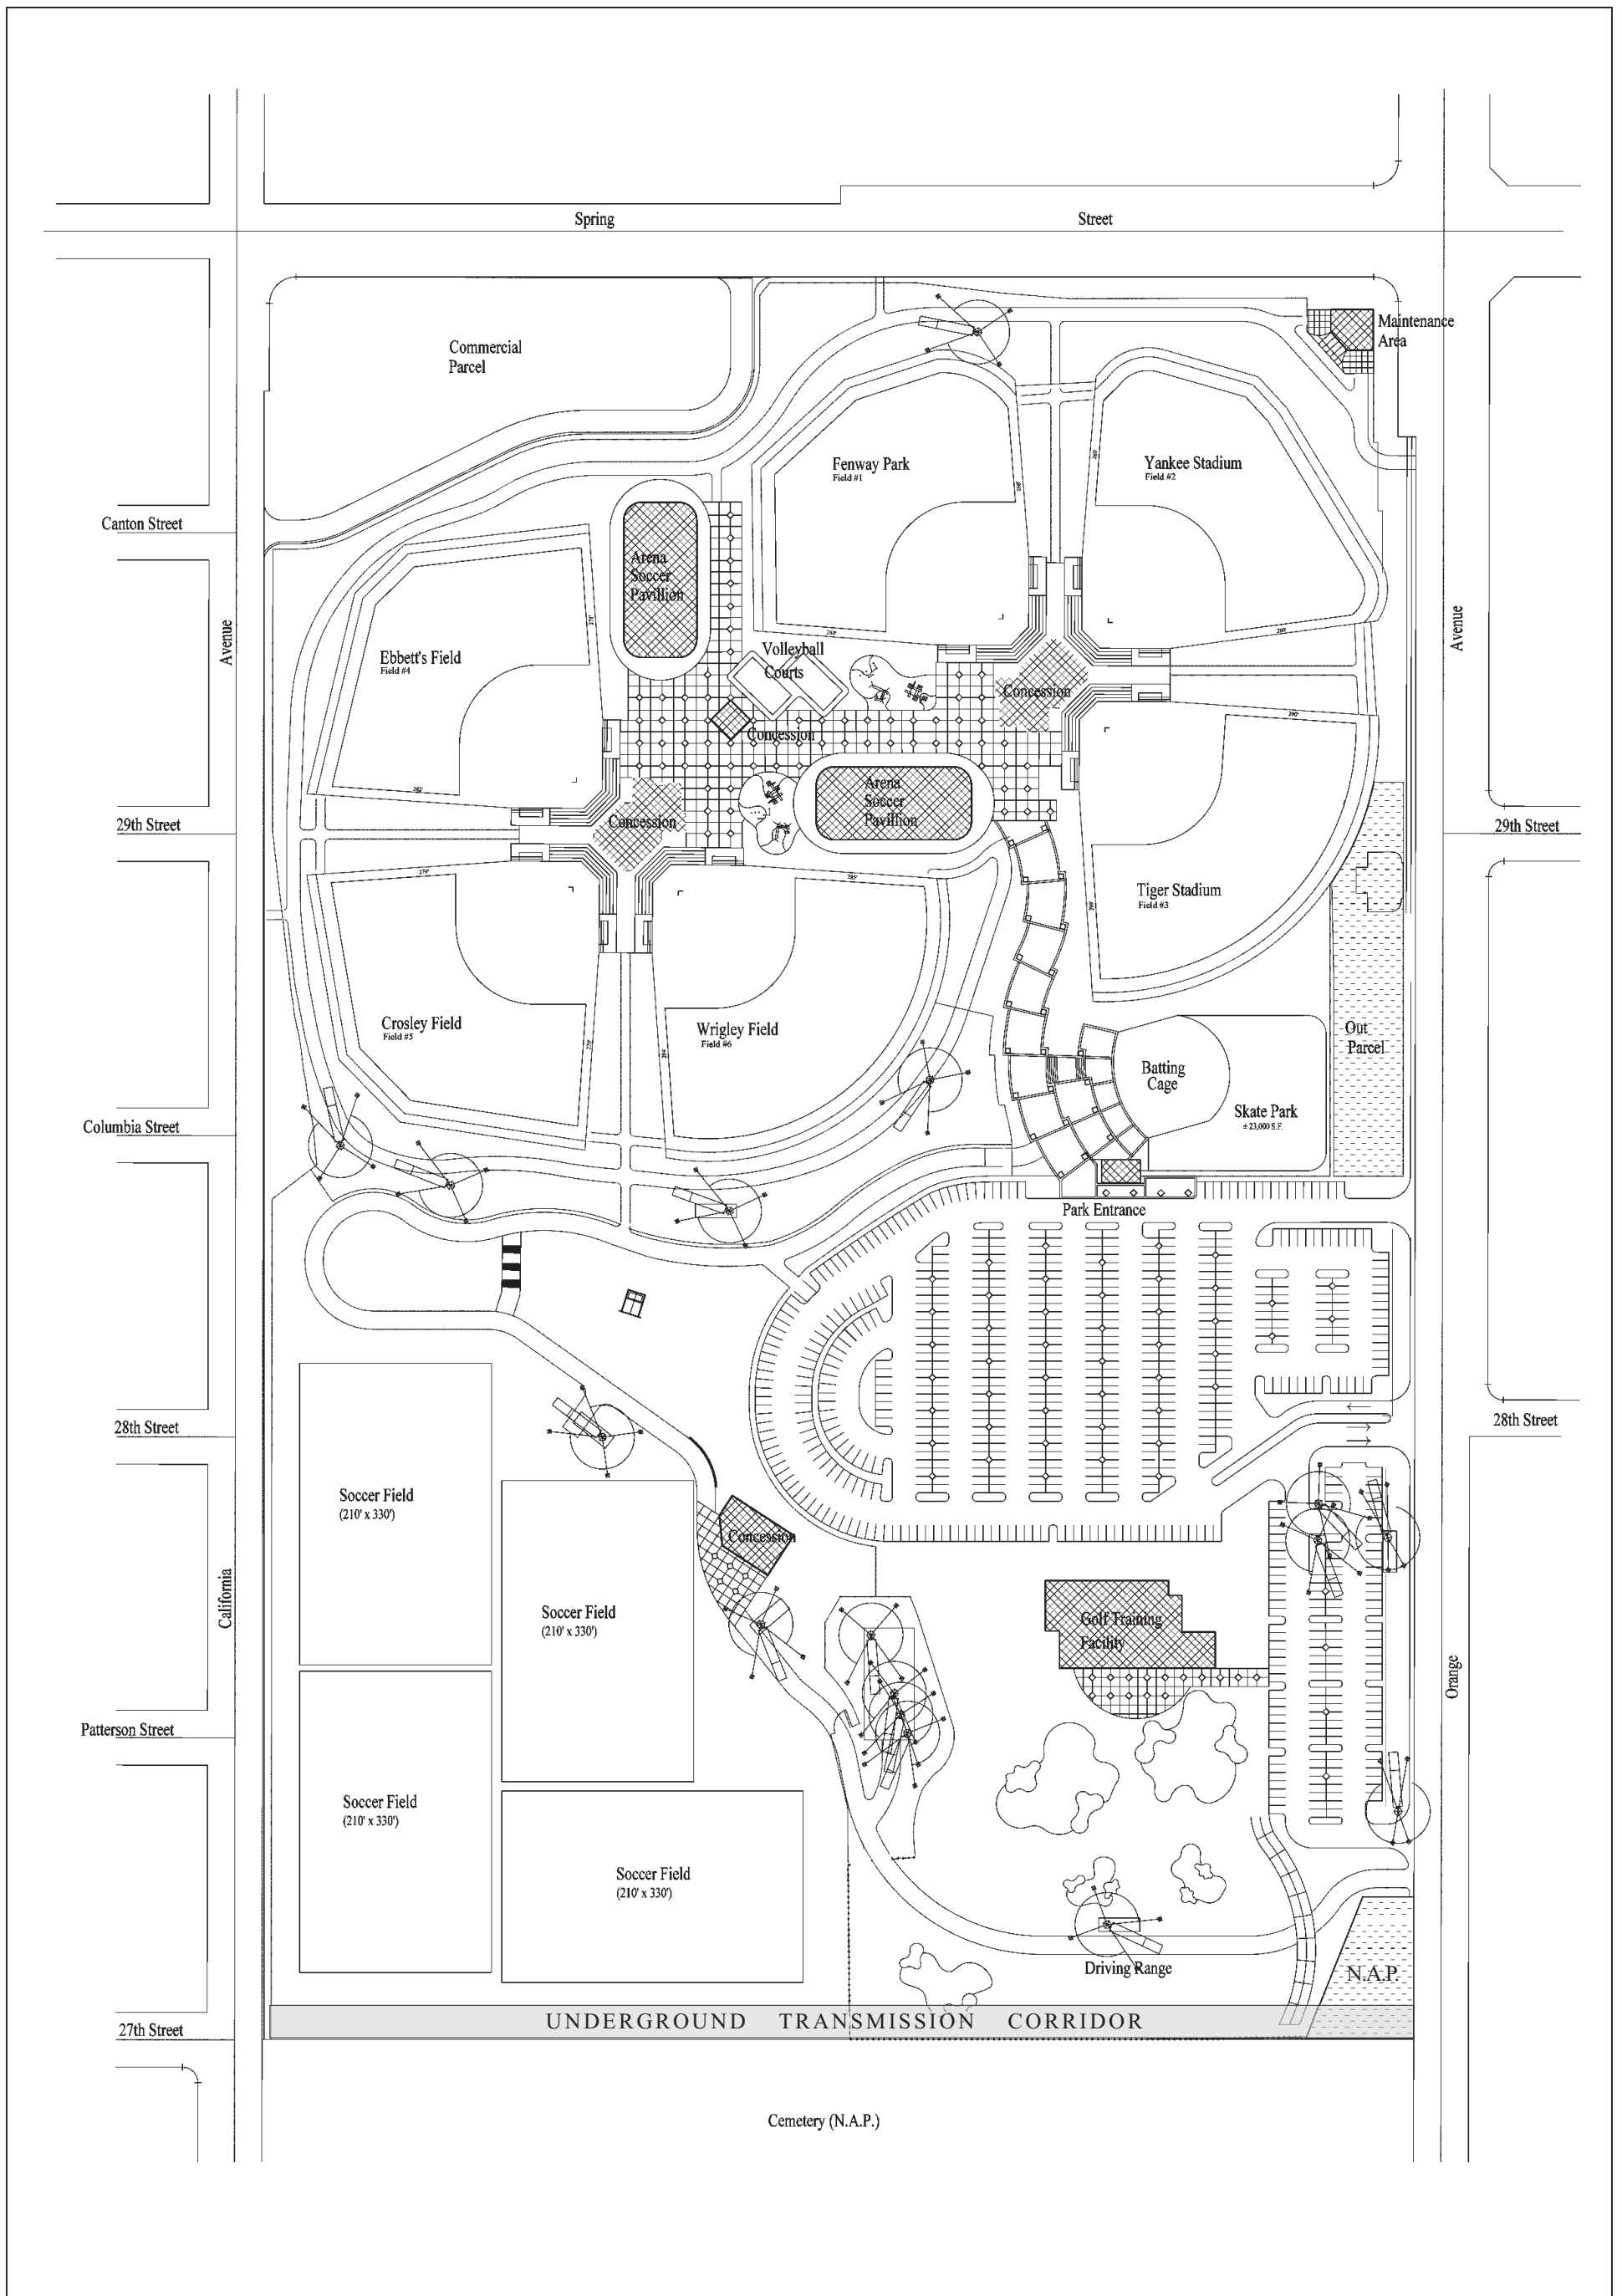 Spring Street
Maintenance
Area
Commercial
Parcel
Fenway Park
Field #1
Yankee Stadium
Field #2
Canton Street
Arena
Soccer
Pavillion
Avenue
Avenue
Ebbett's Field
Field #4
Volleyball
Courts
Concession
Concession
Arena
Soccer
Pavillion
Concession
29th Street
29th Street
Tiger Stadium
Field #3
Crosley Field
Field #5
Wrigley Field
Field #6
Out
Parcel
Batting
Cage
Skate Park
± 23,000 S.F.
Columbia Street
Park Entrance
28th Street
28th Street
Soccer Field
(210' x 330')
Concession
California
Soccer Field
(210' x 330')
Golf Training
Facility
Orange
Patterson Street
Soccer Field
(210' x 330')
Soccer Field
(210' x 330')
Driving Range
N.A.P.
UNDERGROUND TRANSMISSION CORRIDOR
27th Street
Cemetery (N.A.P.)